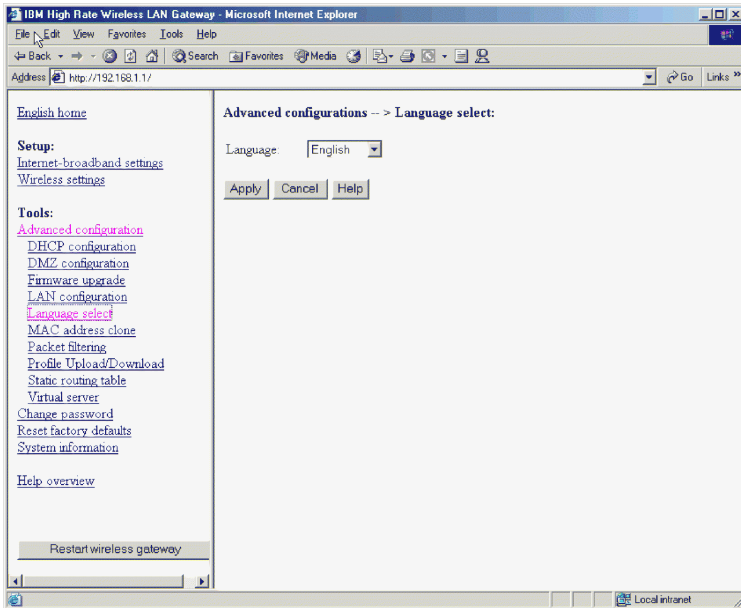 IBM High Rate Wireless LAN Gateway - Microsoft Internet Explorer
File Edit View Favorites Tools Help
Back Search Favorites Media
Address http://192.168.1.1/ Go Links »
English home
Setup:
Internet-broadband settings
Wireless settings
Tools:
Advanced configuration
DHCP configuration
DMZ configuration
Firmware upgrade
LAN configuration
Language select
MAC address clone
Packet filtering
Profile Upload/Download
Static routing table
Virtual server
Change password
Reset factory defaults
System information
Help overview
Restart wireless gateway
Advanced configurations -- > Language select:
Language: English
Apply Cancel Help
Local intranet